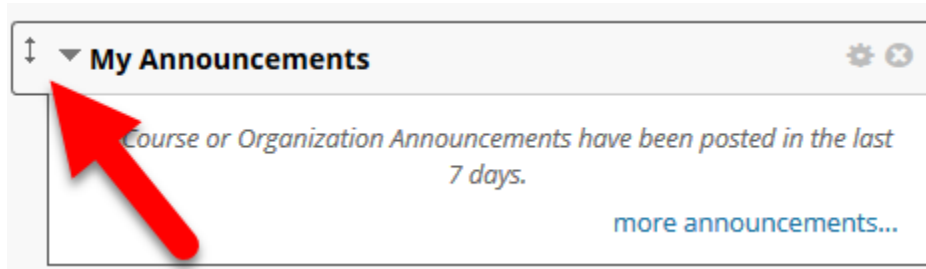 My Announcements
Course or Organization Announcements have been posted in the last
7 days.
more announcements...